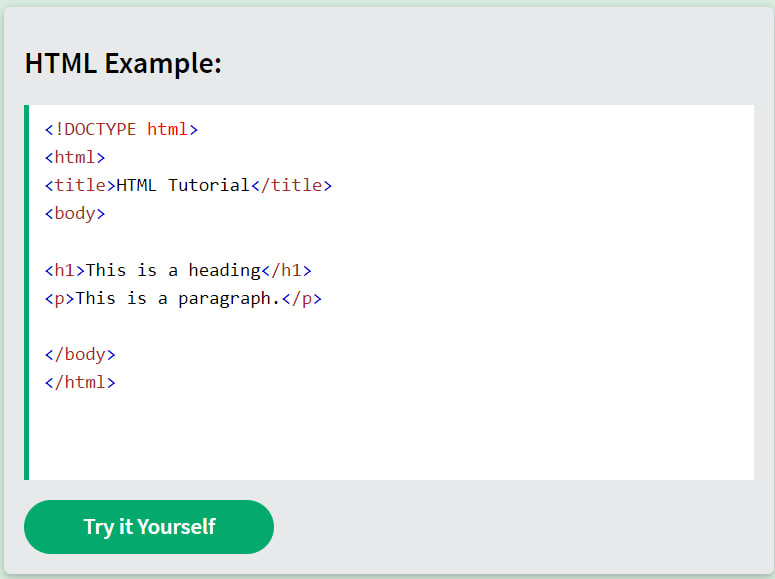 HTML Example:
<!DOCTYPE html>
<html>
<title>HTML Tutorial</title>
<body>
<h1>This is a heading</h1>
<p>This is a paragraph.</p>
</body>
</html>
Try it Yourself